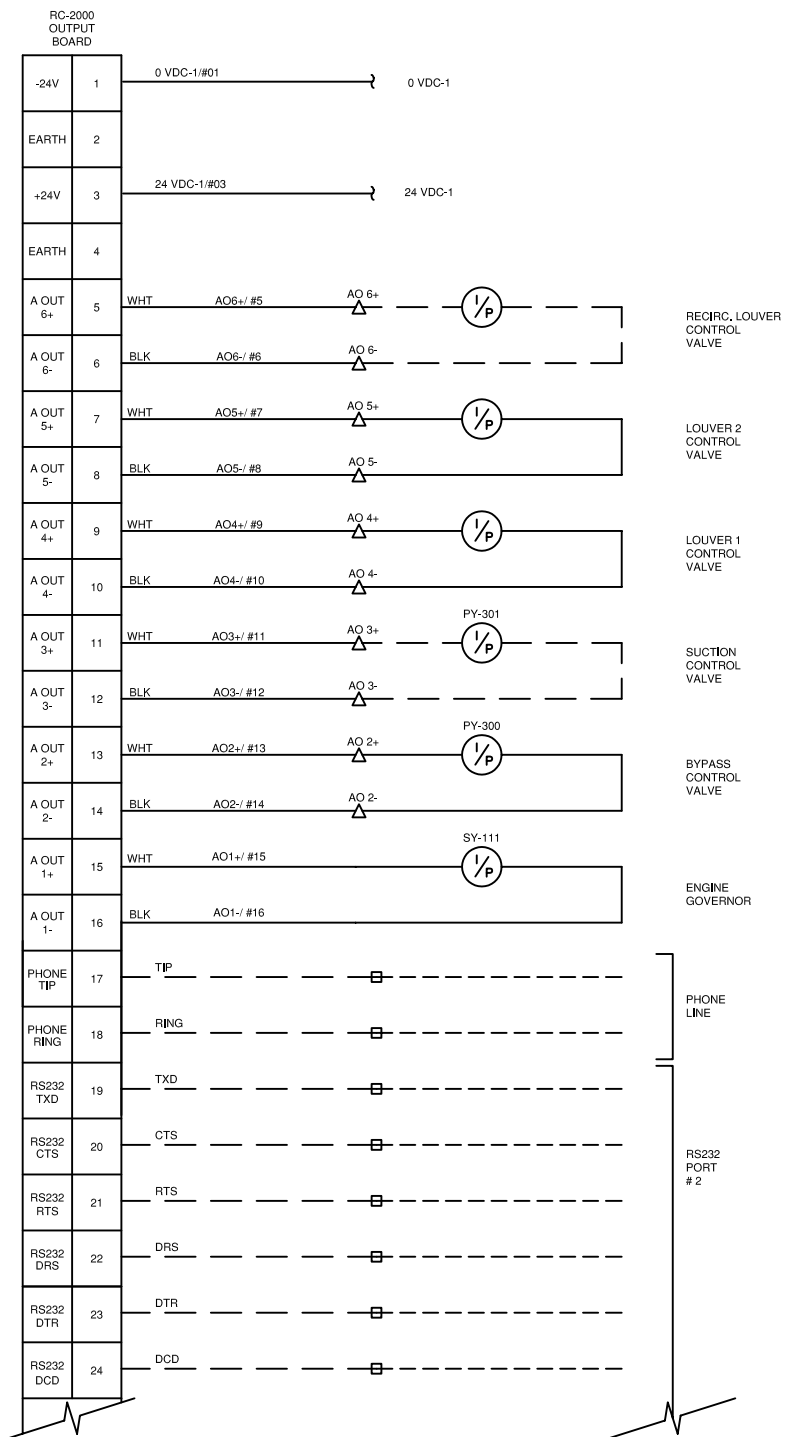 RC-2000
OUTPUT
BOARD
-24V 1 0 VDC-1/#01 0 VDC-1
EARTH 2
+24V 3 24 VDC-1/#03 24 VDC-1
EARTH 4
A OUT
6+ 5 WHT AO6+/ #5 AO 6+ I/P
RECIRC. LOUVER
CONTROL
VALVE
A OUT
6- 6 BLK AO6-/ #6 AO 6-
A OUT
5+ 7 WHT AO5+/ #7 AO 5+ I/P
LOUVER 2
CONTROL
VALVE
A OUT
5- 8 BLK AO5-/ #8 AO 5-
A OUT
4+ 9 WHT AO4+/ #9 AO 4+ I/P
LOUVER 1
CONTROL
VALVE
A OUT
4- 10 BLK AO4-/ #10 AO 4-
PY-301
A OUT
3+ 11 WHT AO3+/ #11 AO 3+ I/P
SUCTION
CONTROL
VALVE
A OUT
3- 12 BLK AO3-/ #12 AO 3-
PY-300
A OUT
2+ 13 WHT AO2+/ #13 AO 2+ I/P
BYPASS
CONTROL
VALVE
A OUT
2- 14 BLK AO2-/ #14 AO 2-
SY-111
A OUT
1+ 15 WHT AO1+/ #15 I/P
ENGINE
GOVERNOR
A OUT
1- 16 BLK AO1-/ #16
PHONE
TIP 17 TIP
PHONE
LINE
PHONE
RING 18 RING
RS232
TXD 19 TXD
RS232
CTS 20 CTS
RS232
PORT
# 2
RS232
RTS 21 RTS
RS232
DRS 22 DRS
RS232
DTR 23 DTR
RS232
DCD 24 DCD